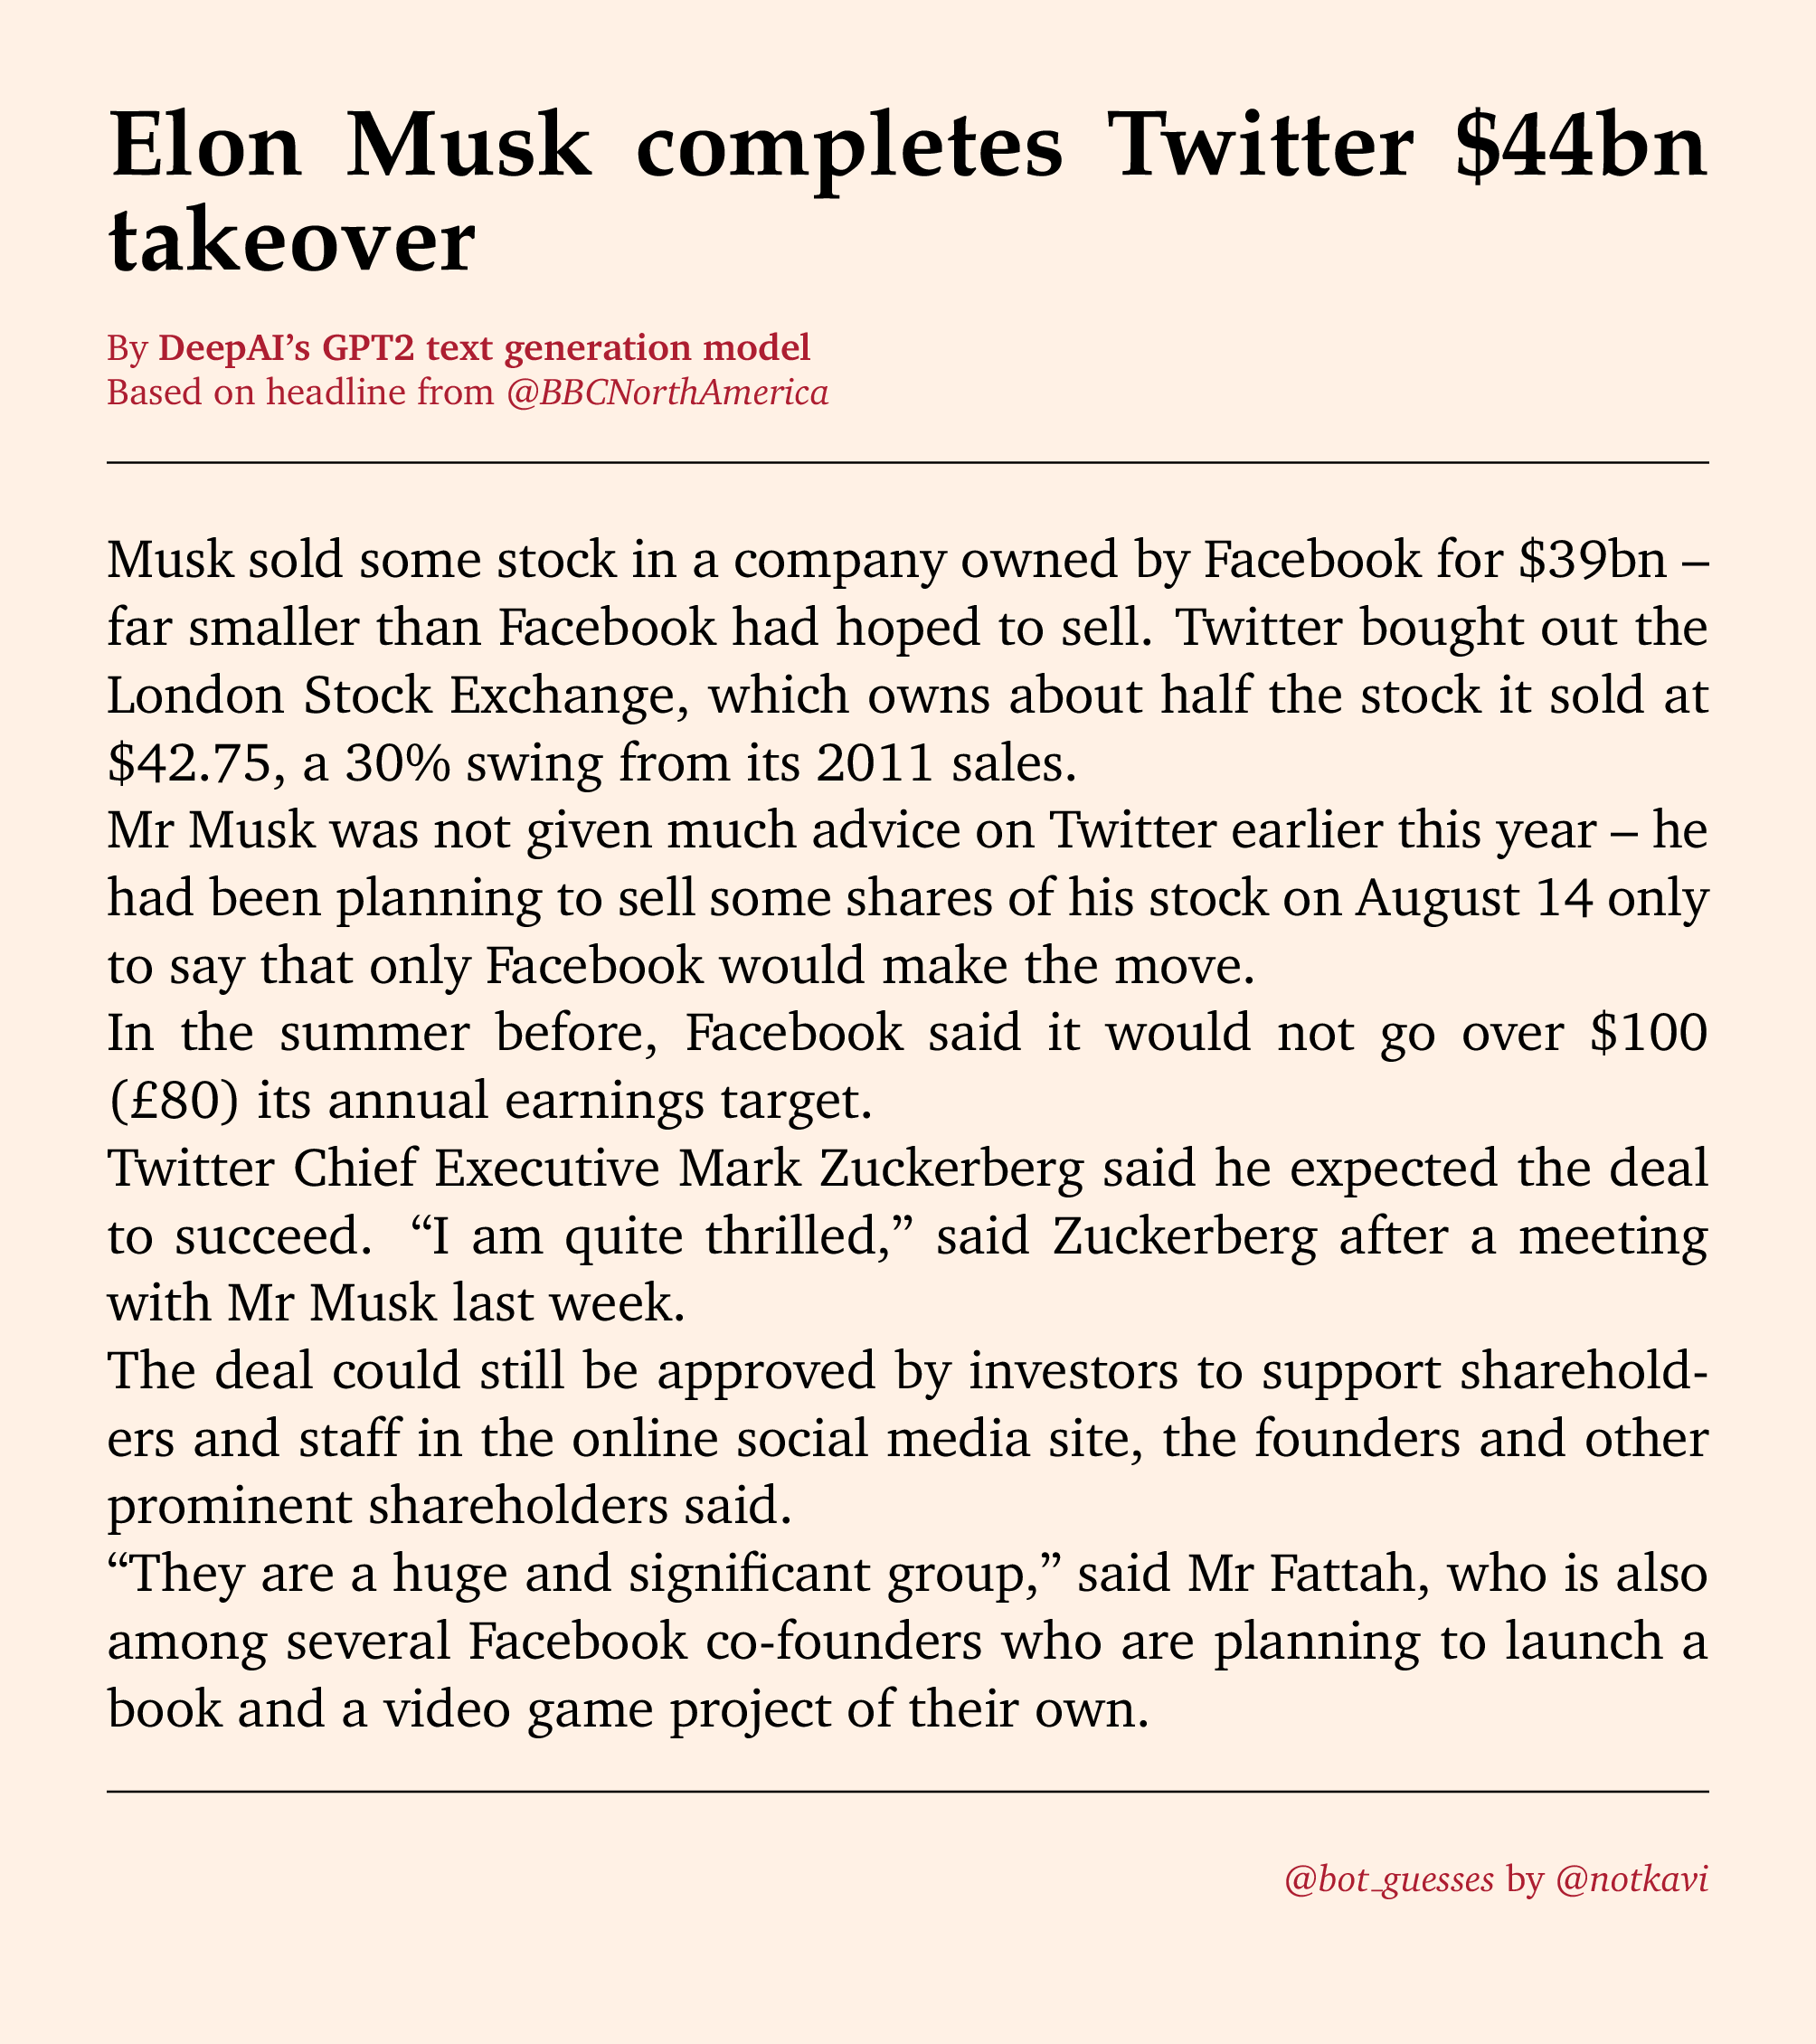 Elon Musk completes Twitter $44bn
takeover
By DeepAI’s GPT2 text generation model
Based on headline from @BBCNorthAmerica
Musk sold some stock in a company owned by Facebook for $39bn –
far smaller than Facebook had hoped to sell. Twitter bought out the
London Stock Exchange, which owns about half the stock it sold at
$42.75, a 30% swing from its 2011 sales.
Mr Musk was not given much advice on Twitter earlier this year – he
had been planning to sell some shares of his stock on August 14 only
to say that only Facebook would make the move.
In the summer before, Facebook said it would not go over $100
(£80) its annual earnings target.
Twitter Chief Executive Mark Zuckerberg said he expected the deal
to succeed. “I am quite thrilled,” said Zuckerberg after a meeting
with Mr Musk last week.
The deal could still be approved by investors to support sharehold-
ers and staff in the online social media site, the founders and other
prominent shareholders said.
“They are a huge and significant group,” said Mr Fattah, who is also
among several Facebook co-founders who are planning to launch a
book and a video game project of their own.
@bot_guesses by @notkavi